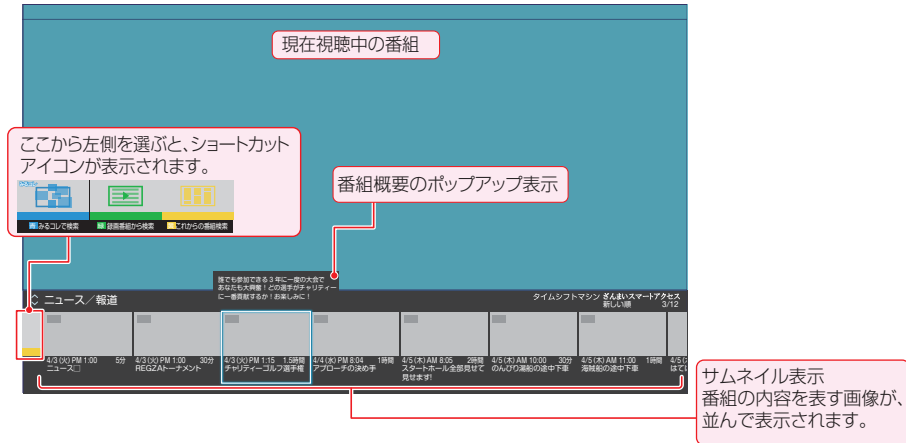 現在視聴中の番組
ここから左側を選ぶと、ショートカット
アイコンが表示されます。
みるコレ
青 みるコレで検索
緑 録画番組から検索
黄 これからの番組検索
番組概要のポップアップ表示
誰でも参加できる３年に一度の大会で
あなたも大興奮！どの選手がチャリティー
に一番貢献するか！お楽しみに！
ニュース／報道
タイムシフトマシン ざんまいスマートアクセス
新しい順 3/12
4/3 (火) PM 1:00 5分
ニュース□
4/3 (火) PM 1:00 30分
REGZAトーナメント
4/3 (火) PM 1:15 1.5時間
チャリティーゴルフ選手権
4/4 (水) PM 8:04 1時間
アプローチの決め手
4/5 (木) AM 8:05 2時間
スタートホール全部見せて
見せます!
4/5 (木) AM 10:00 30分
のんびり湯船の途中下車
4/5 (木) AM 11:00 1時間
海賊船の途中下車
4/5 (
はてし
サムネイル表示
番組の内容を表す画像が、
並んで表示されます。